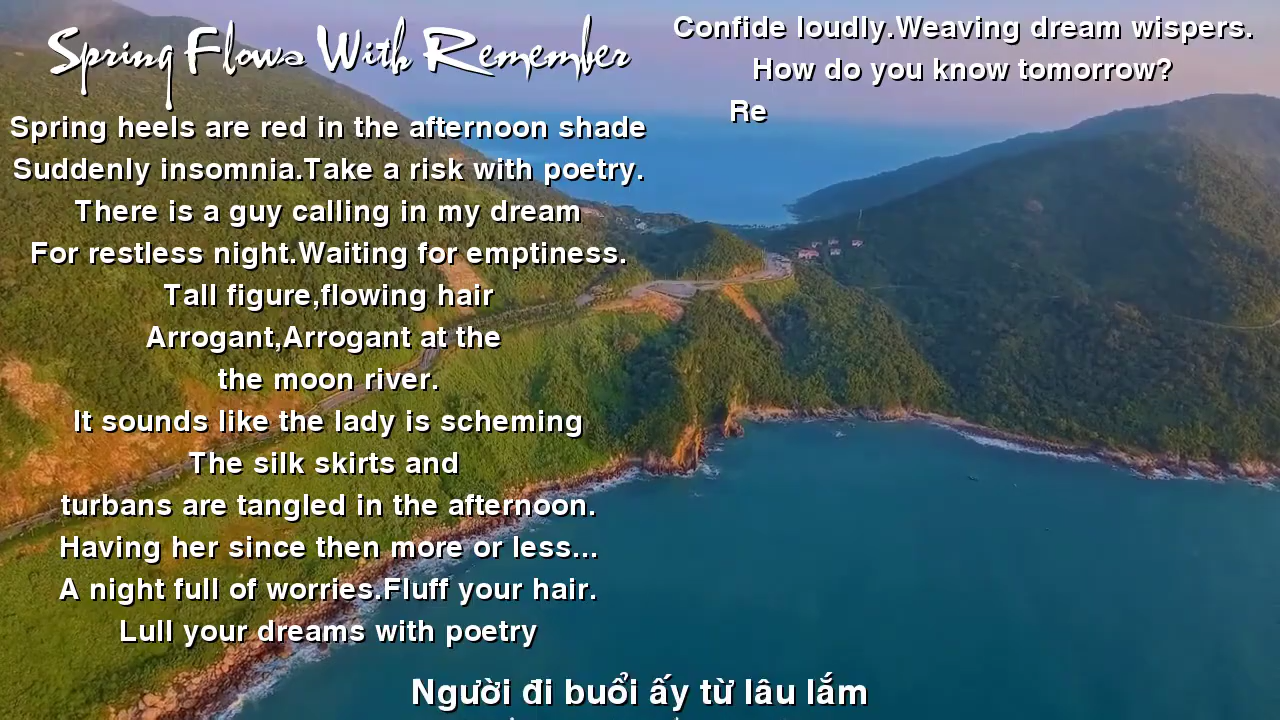 Spring Flows With Remember
Spring heels are red in the afternoon shade
Suddenly insomnia.Take a risk with poetry.
There is a guy calling in my dream
For restless night.Waiting for emptiness.
Tall figure,flowing hair
Arrogant,Arrogant at the
the moon river.
It sounds like the lady is scheming
The silk skirts and
turbans are tangled in the afternoon.
Having her since then more or less...
A night full of worries.Fluff your hair.
Lull your dreams with poetry
Confide loudly.Weaving dream wispers.
How do you know tomorrow?
Re
Người đi buổi ấy từ lâu lắm